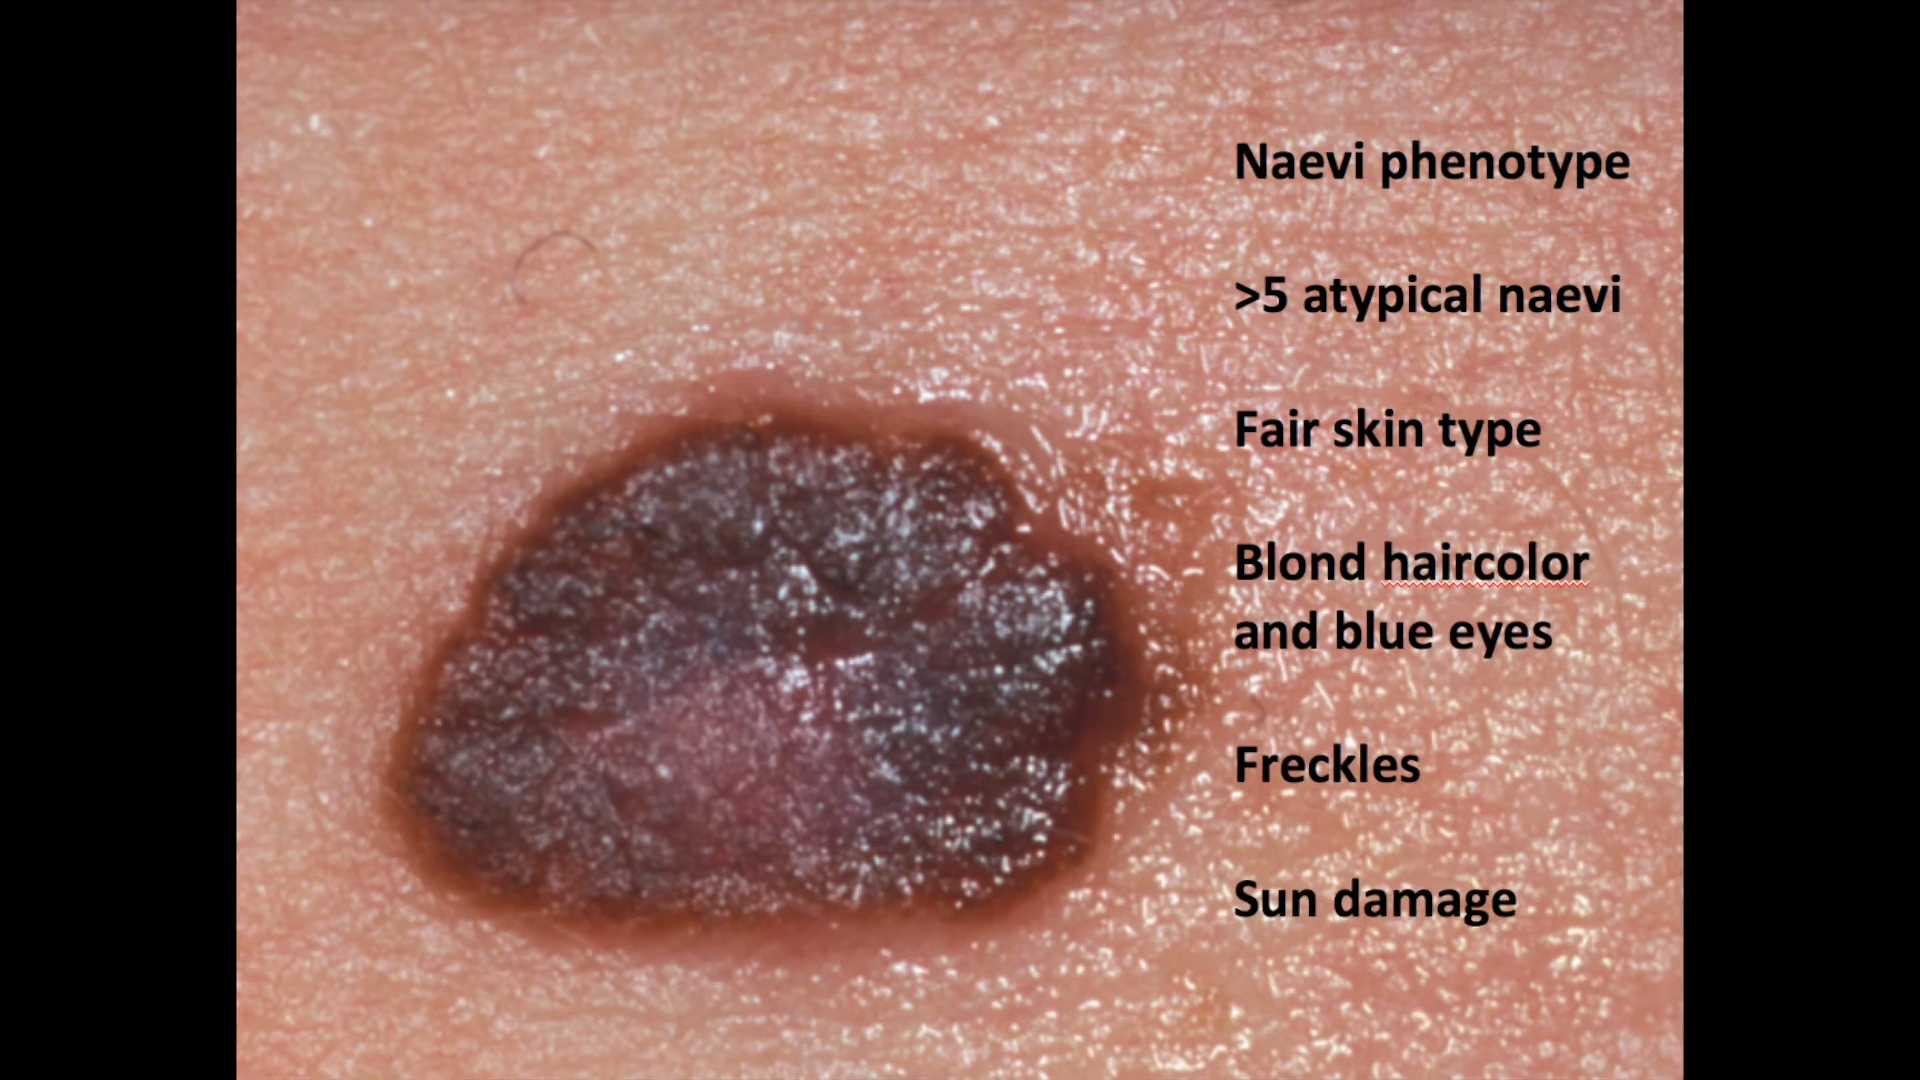 Naevi phenotype
>5 atypical naevi
Fair skin type
Blond haircolor
and blue eyes
Freckles
Sun damage